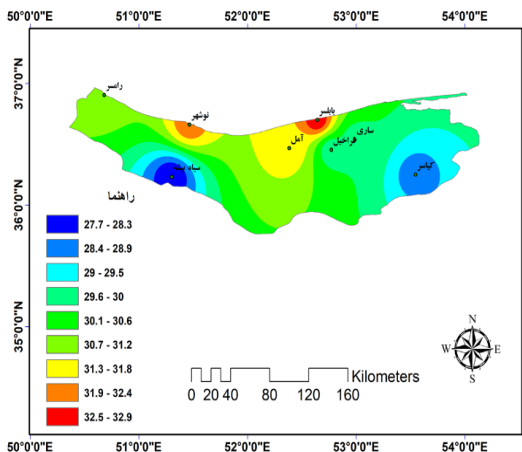 50°0'0"E 51°0'0"E 52°0'0"E 53°0'0"E 54°0'0"E
37°0'0"N
36°0'0"N
35°0'0"N
رامسر
نوشهر
بابلسر
آمل
ساری
قراخیل
کیاسر
سیاه بیشه
راهنما
27.7 - 28.3
28.4 - 28.9
29 - 29.5
29.6 - 30
30.1 - 30.6
30.7 - 31.2
31.3 - 31.8
31.9 - 32.4
32.5 - 32.9
N
W E
S
Kilometers
0 20 40 80 120 160
50°0'0"E 51°0'0"E 52°0'0"E 53°0'0"E 54°0'0"E